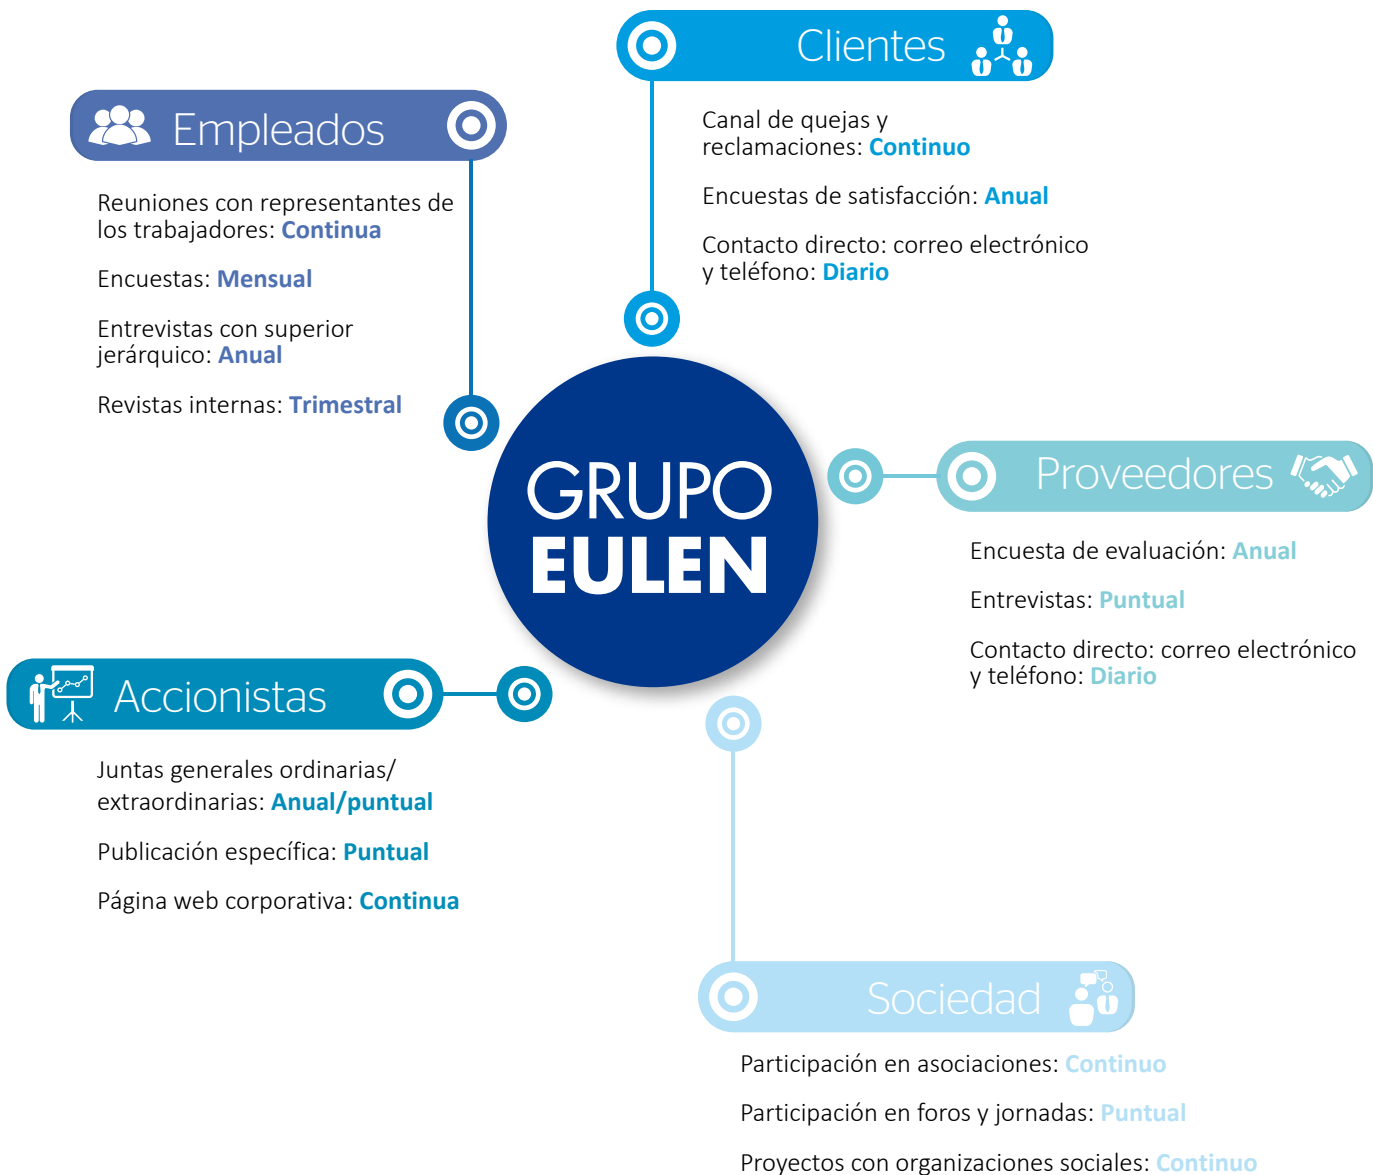 Clientes
Canal de quejas y
reclamaciones: Continuo
Encuestas de satisfacción: Anual
Contacto directo: correo electrónico
y teléfono: Diario
Empleados
Reuniones con representantes de
los trabajadores: Continua
Encuestas: Mensual
Entrevistas con superior
jerárquico: Anual
Revistas internas: Trimestral
GRUPO
EULEN
Proveedores
Encuesta de evaluación: Anual
Entrevistas: Puntual
Contacto directo: correo electrónico
y teléfono: Diario
Accionistas
Juntas generales ordinarias/
extraordinarias: Anual/puntual
Publicación específica: Puntual
Página web corporativa: Continua
Sociedad
Participación en asociaciones: Continuo
Participación en foros y jornadas: Puntual
Proyectos con organizaciones sociales: Continuo